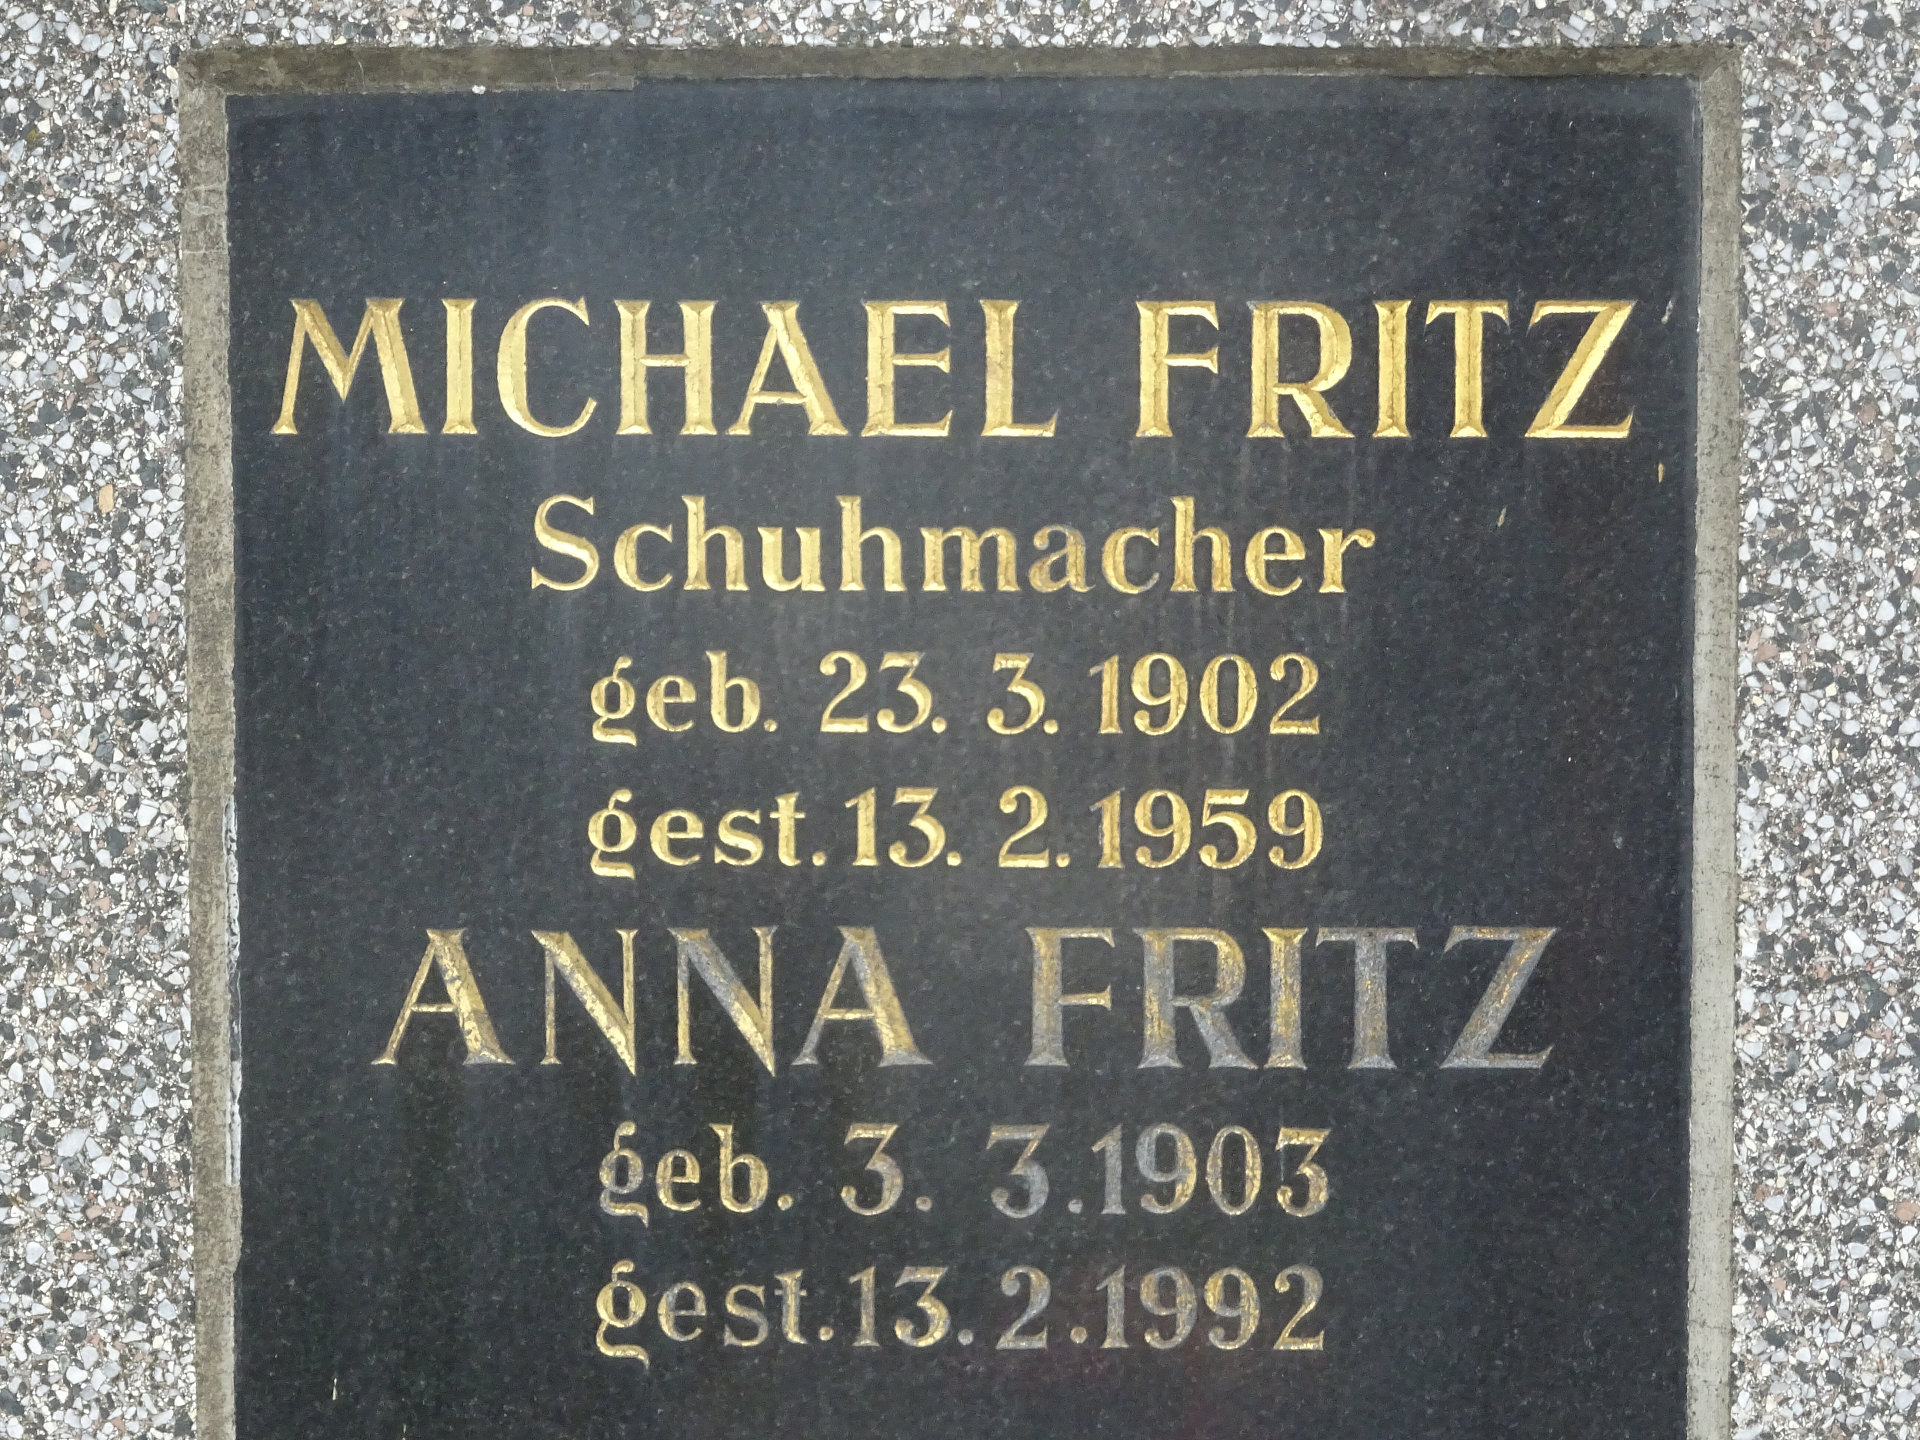 MICHAEL FRITZ
Schuhmacher
geb. 23. 3. 1902
gest. 13. 2. 1959
ANNA FRITZ
geb. 3. 3. 1903
gest. 13. 2. 1992